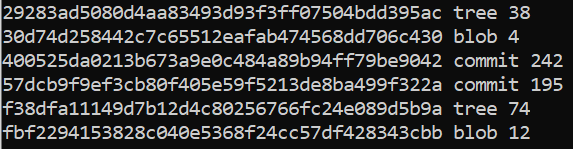 29283ad5080d4aa83493d93f3ff07504bdd395ac tree 38
30d74d258442c7c65512eafab474568dd706c430 blob 4
400525da0213b673a9e0c484a89b94ff79be9042 commit 242
57dcb9f9ef3cb80f405e59f5213de8ba499f322a commit 195
f38dfa11149d7b12d4c80256766fc24e089d5b9a tree 74
fbf2294153828c040e5368f24cc57df428343cbb blob 12